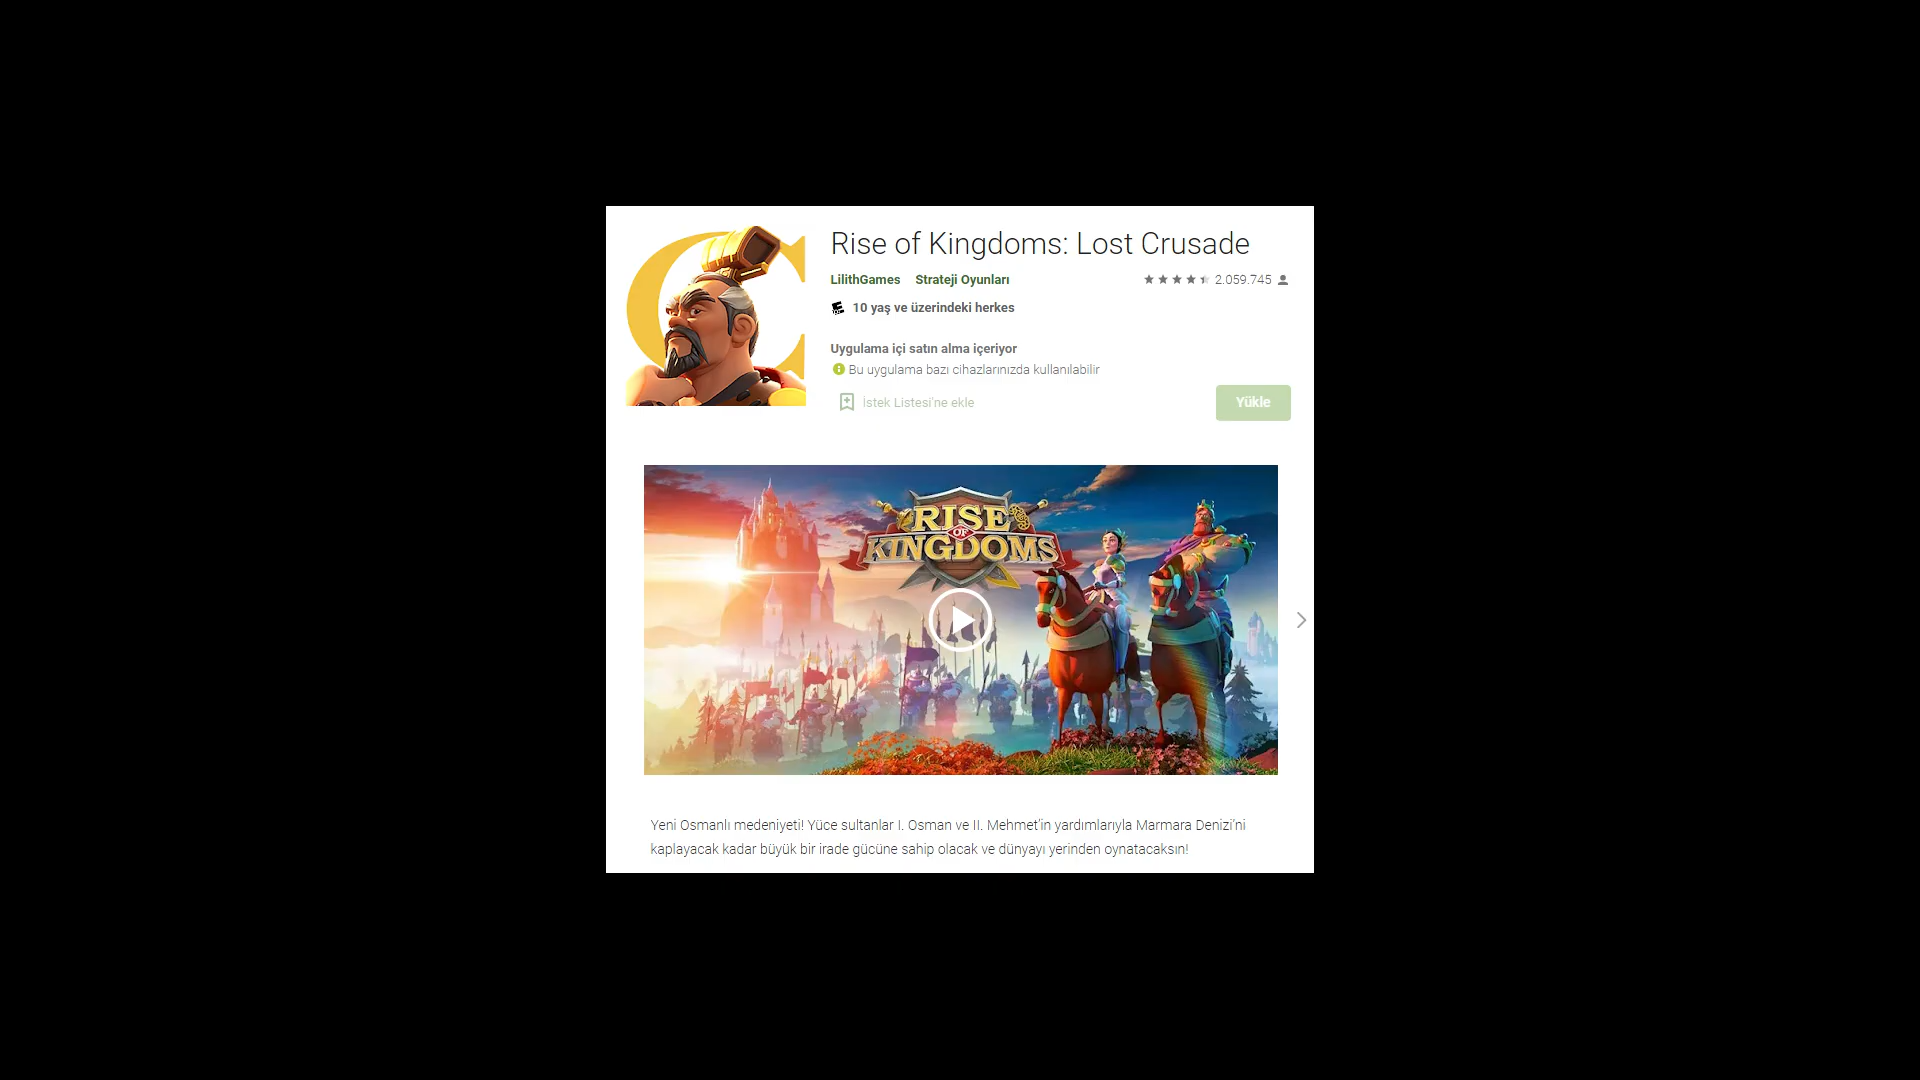 Rise of Kingdoms: Lost Crusade
LilithGames Strateji Oyunları 2.059.745
10 yaş ve üzerindeki herkes
Uygulama içi satın alma içeriyor
Bu uygulama bazı cihazlarınızda kullanılabilir
İstek Listesi'ne ekle Yükle
RISE
OF
KINGDOMS
Yeni Osmanlı medeniyeti! Yüce sultanlar I. Osman ve II. Mehmet'in yardımlarıyla Marmara Denizi'ni
kaplayacak kadar büyük bir irade gücüne sahip olacak ve dünyayı yerinden oynatacaksın!